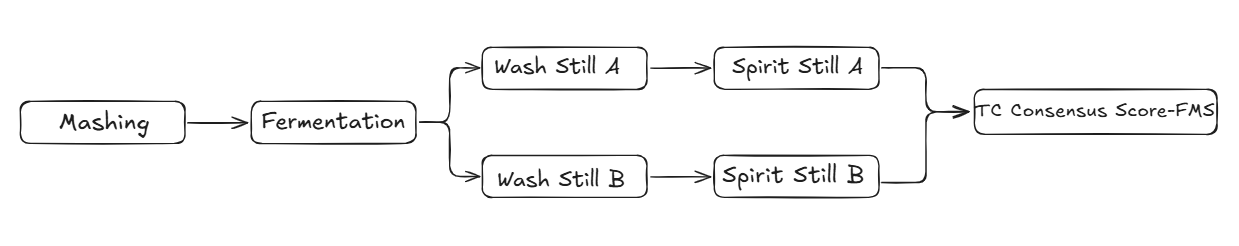 Mashing
Fermentation
Wash Still A
Spirit Still A
Wash Still B
Spirit Still B
TC Consensus Score-FMS